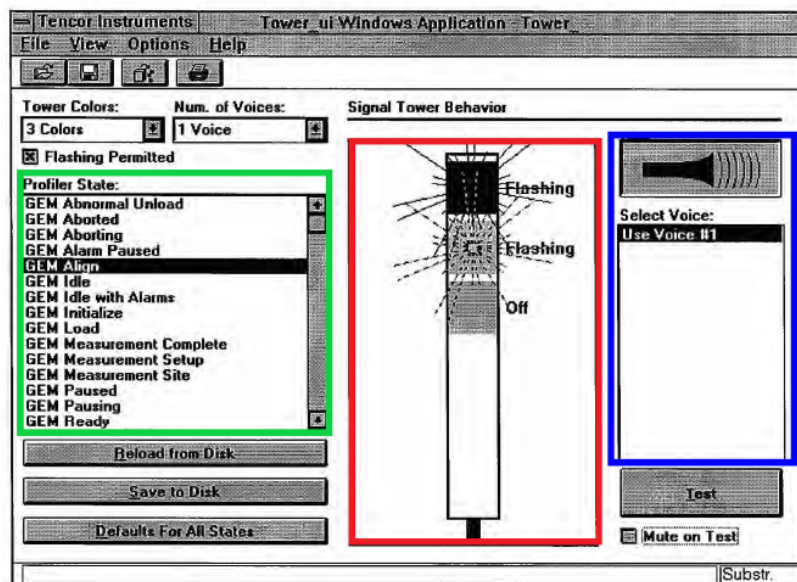 Tencor Instruments Tower_ui Windows Application - Tower_
File View Options Help
Tower Colors: Num. of Voices:
3 Colors 1 Voice
Flashing Permitted
Profiler State:
GEM Abnormal Unload
GEM Aborted
GEM Aborting
GEM Alarm Paused
GEM Align
GEM Idle
GEM Idle with Alarms
GEM Initialize
GEM Load
GEM Measurement Complete
GEM Measurement Setup
GEM Measurement Site
GEM Paused
GEM Pausing
GEM Ready
Reload from Disk
Save to Disk
Defaults For All States
Signal Tower Behavior
Flashing
Flashing
Off
Select Voice:
Use Voice #1
Test
Mute on Test
Substr.